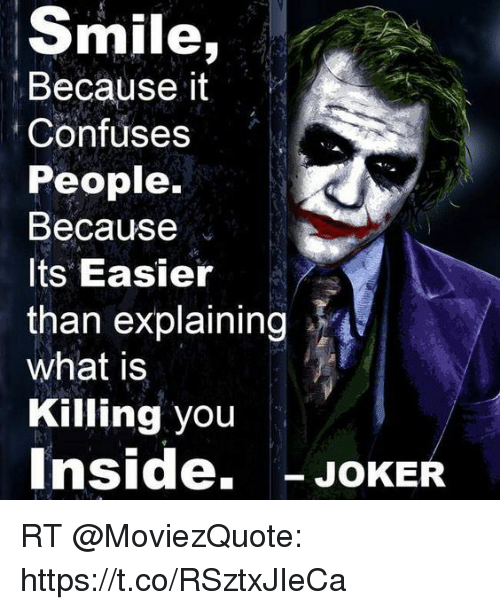 Smile,
Because it
Confuses
People.
Because
Its Easier
than explaining
what is
Killing you
Inside. – JOKER
RT @MoviezQuote:
https://t.co/RSztxJIeCa